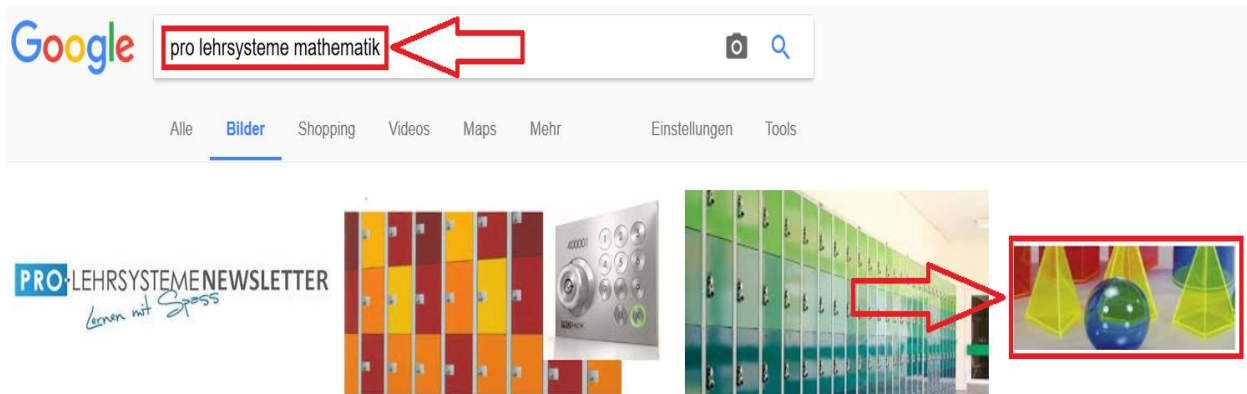 Google pro lehrsysteme mathematik
Alle Bilder Shopping Videos Maps Mehr Einstellungen Tools
PRO-LEHRSYSTEME NEWSLETTER
Lernen mit Spass
400001